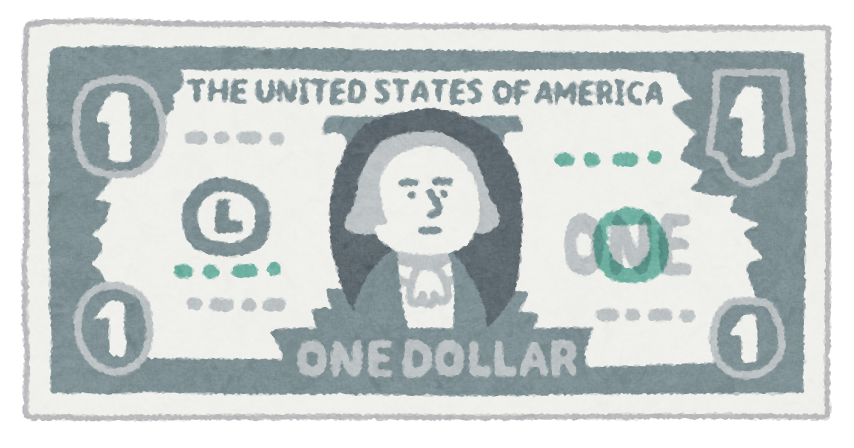 1 THE UNITED STATES OF AMERICA 1
L ONE
1 ONE DOLLAR 1